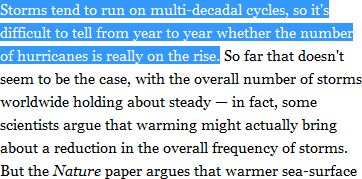 Storms tend to run on multi-decadal cycles, so it's
difficult to tell from year to year whether the number
of hurricanes is really on the rise. So far that doesn't
seem to be the case, with the overall number of storms
worldwide holding about steady — in fact, some
scientists argue that warming might actually bring
about a reduction in the overall frequency of storms.
But the Nature paper argues that warmer sea-surface